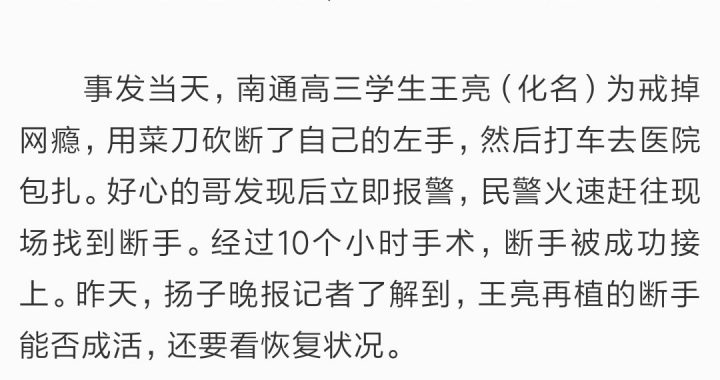 事发当天，南通高三学生王亮（化名）为戒掉
网瘾，用菜刀砍断了自己的左手，然后打车去医院
包扎。好心的哥发现后立即报警，民警火速赶往现
场找到断手。经过10个小时手术，断手被成功接
上。昨天，扬子晚报记者了解到，王亮再植的断手
能否成活，还要看恢复状况。